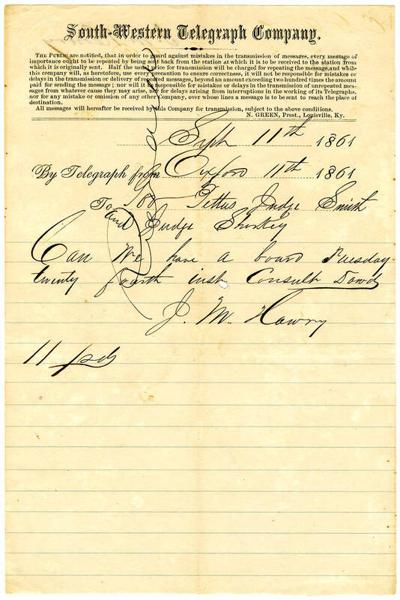 South-Western Telegraph Company.
THE PUBLIC are notified, that in order to guard against mistakes in the transmission of messages, every message of
importance ought to be repeated by being sent back from the station at which it is to be received to the station from
which it is originally sent. Half the usual price for transmission will be charged for repeating the message, and while
this company will, as heretofore, use every precaution to ensure correctness, it will not be responsible for mistakes or
delays in the transmission or delivery of repeated messages, beyond an amount exceeding two hundred times the amount
paid for sending the message; nor will it be responsible for mistakes or delays in the transmission of unrepeated messages
from whatever cause they may arise, nor for delays arising from interruptions in the working of its Telegraphs,
nor for any mistake or omission of any other Company, over whose lines a message is to be sent to reach the place of
destination.
All messages will hereafter be received by this Company for transmission, subject to the above conditions.
N. GREEN, Prest., Louisville, Ky.
Sept 11th 1861
By Telegraph from Oxford 11th 1861
To Pettus Judge Smith
and Judge Sharkey
Can we have a board Tuesday
twenty fourth inst Consult Dowd
J. M. Howry
11 pd